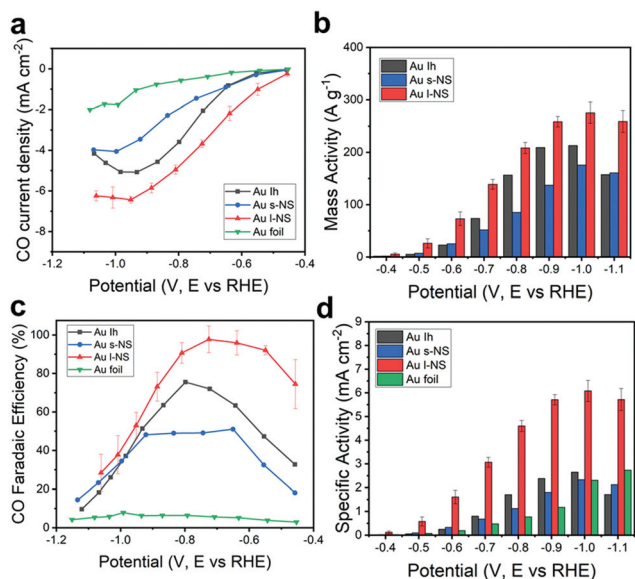 a
CO current density (mA cm⁻²)
0
-2
-4
-6
-8
Au Ih
Au s-NS
Au l-NS
Au foil
-1.0 -0.8 -0.6 -0.4
Potential (V, E vs RHE)
b
Mass Activity (A g⁻¹)
400
350
300
250
200
150
100
50
0
Au Ih
Au s-NS
Au l-NS
-0.4 -0.5 -0.6 -0.7 -0.8 -0.9 -1.0 -1.1
Potential (V, E vs RHE)
c
CO Faradaic Efficiency (%)
100
80
60
40
20
0
Au Ih
Au s-NS
Au l-NS
Au foil
-1.2 -1.0 -0.8 -0.6 -0.4
Potential (V, E vs RHE)
d
Specific Activity (mA cm⁻²)
9
8
7
6
5
4
3
2
1
0
Au Ih
Au s-NS
Au l-NS
Au foil
-0.4 -0.5 -0.6 -0.7 -0.8 -0.9 -1.0 -1.1
Potential (V, E vs RHE)